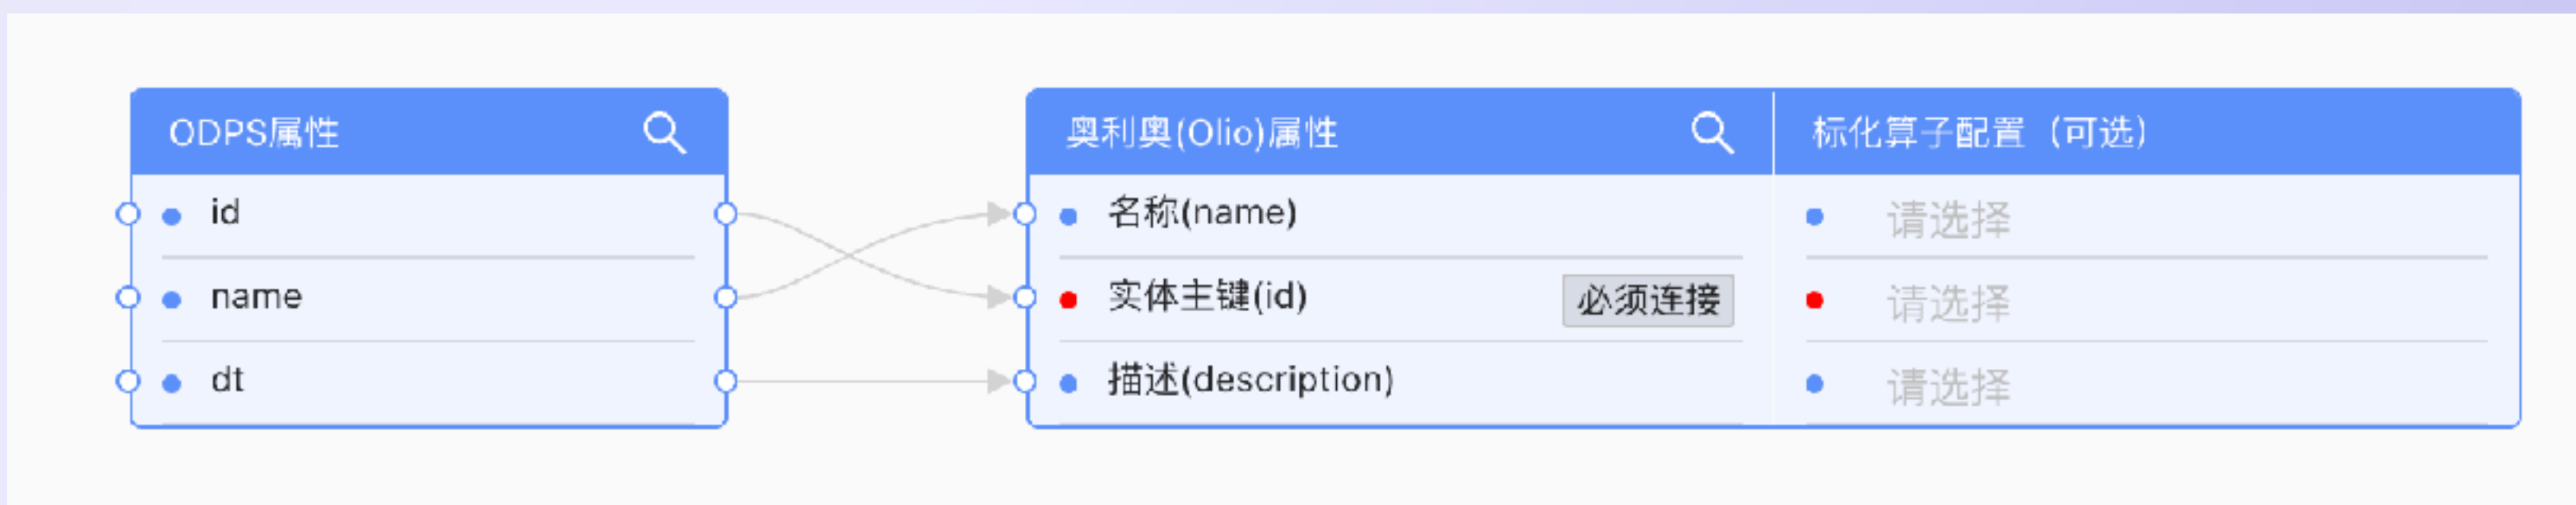 ODPS属性
id
name
dt
奥利奥(Olio)属性
标化算子配置（可选）
名称(name)
请选择
实体主键(id)
必须连接
请选择
描述(description)
请选择